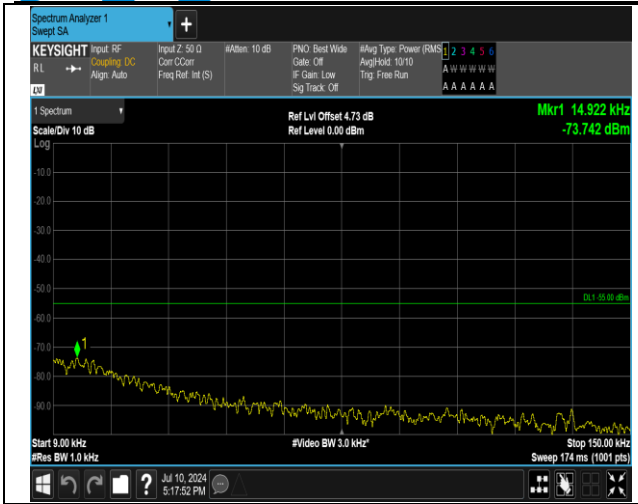 Spectrum Analyzer 1
Swept SA
+
KEYSIGHT
RL
LXI
Input: RF
Coupling: DC
Align: Auto
Input Z: 50 Ω
Corr CCorr
Freq Ref: Int (S)
#Atten: 10 dB
PNO: Best Wide
Gate: Off
IF Gain: Low
Sig Track: Off
#Avg Type: Power (RMS
Avg|Hold: 10/10
Trig: Free Run
1 2 3 4 5 6
A W W W W W
A A A A A A
1 Spectrum
Scale/Div 10 dB
Log
Ref Lvl Offset 4.73 dB
Ref Level 0.00 dBm
Mkr1 14.922 kHz
-73.742 dBm
-10.0
-20.0
-30.0
-40.0
-50.0
DL1 -55.00 dBm
-60.0
-70.0
1
-80.0
-90.0
Start 9.00 kHz
#Res BW 1.0 kHz
#Video BW 3.0 kHz*
Stop 150.00 kHz
Sweep 174 ms (1001 pts)
?
Jul 10, 2024
5:17:52 PM